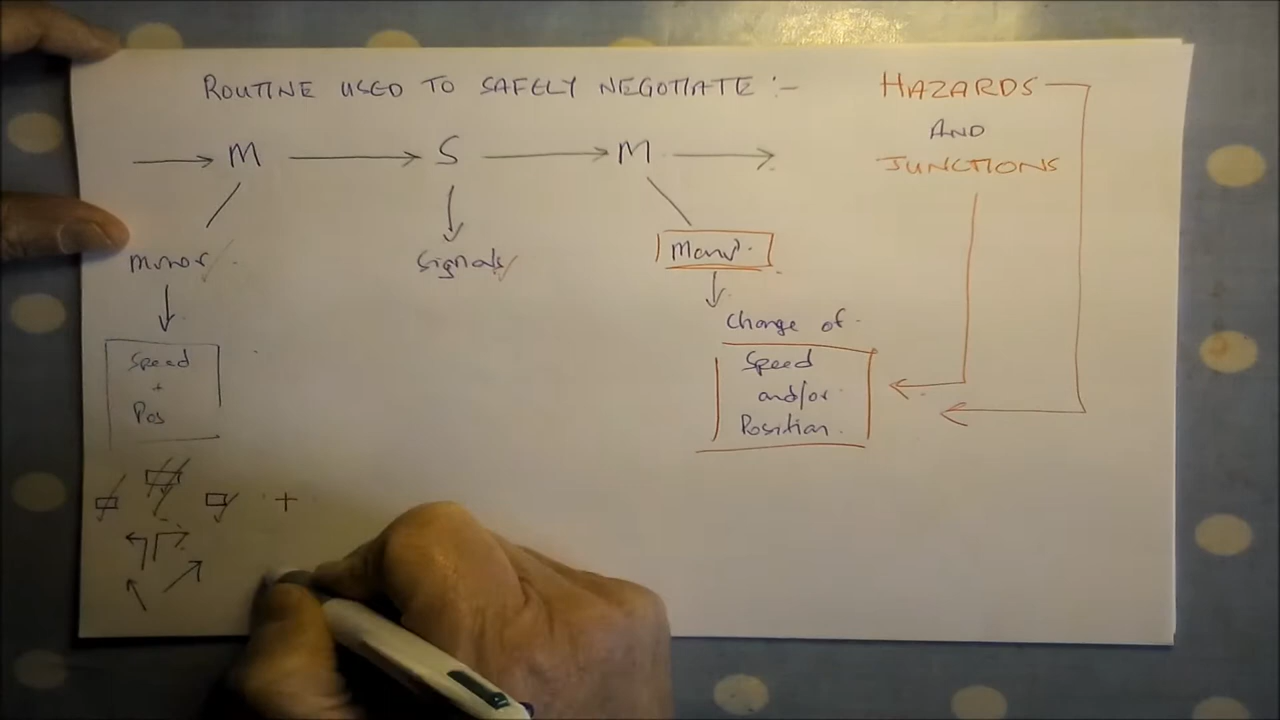 ROUTINE USED TO SAFELY NEGOTIATE :-
HAZARDS
AND
JUNCTIONS
M S M
mirror
signals
Manv.
Speed
+
Pos
Change of
Speed
and/or
Position.
+